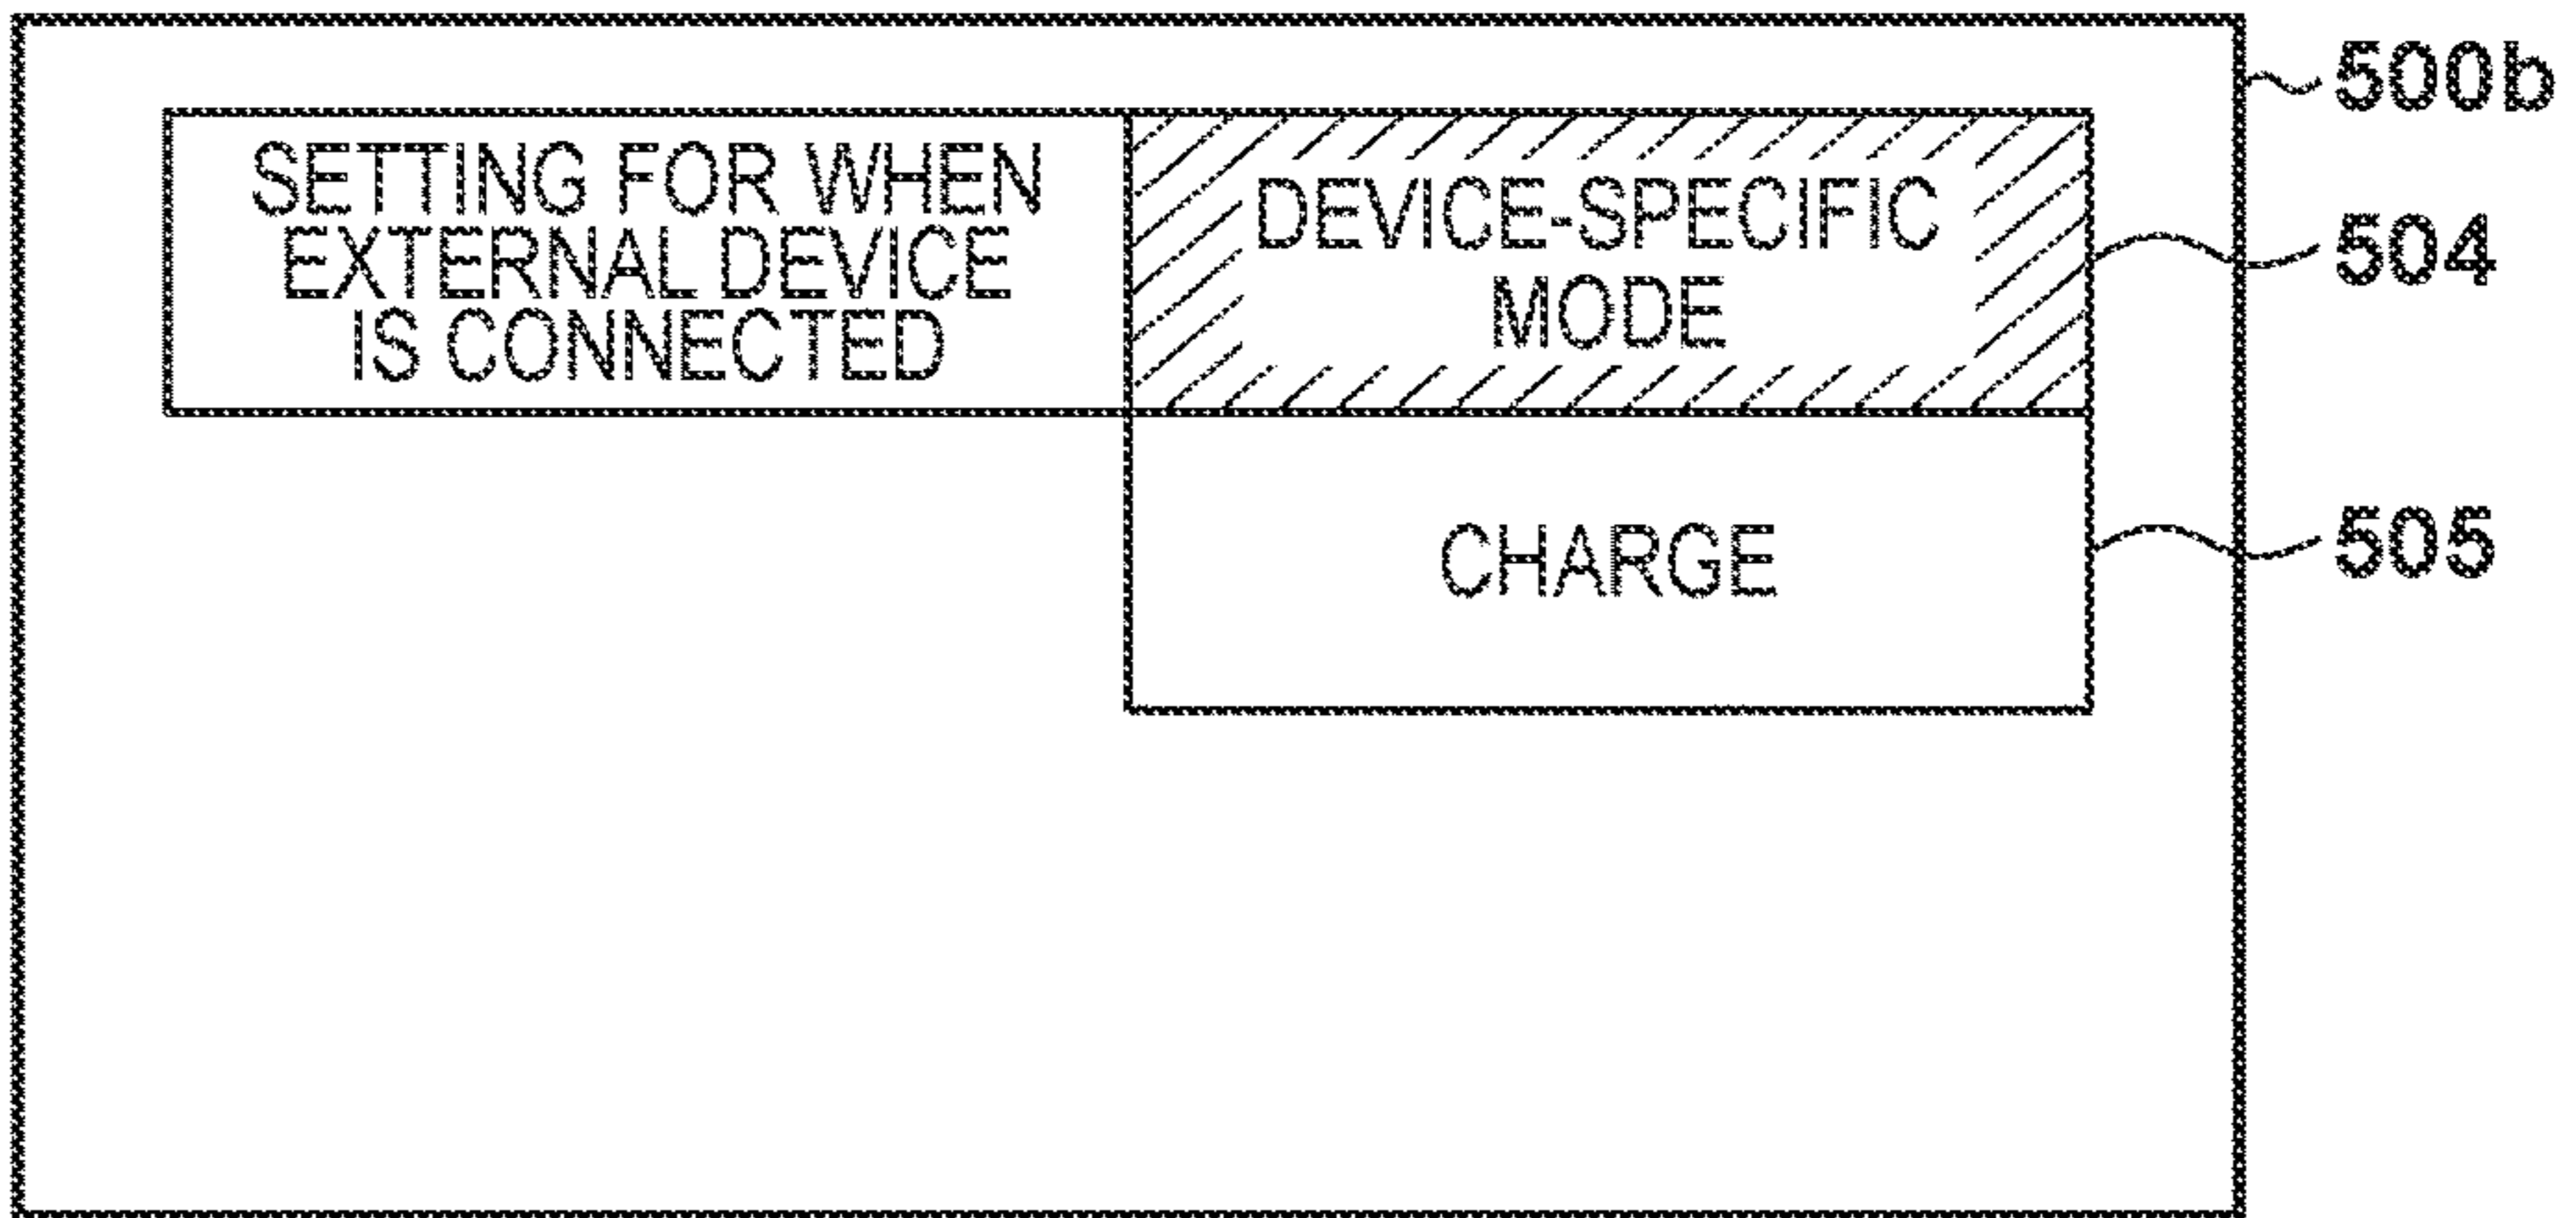 500b
SETTING FOR WHEN
EXTERNAL DEVICE
IS CONNECTED
DEVICE-SPECIFIC
MODE
504
CHARGE
505